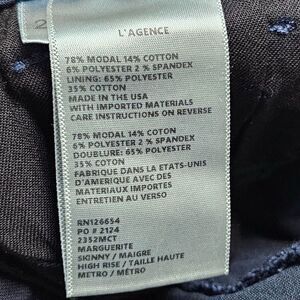 2
L'AGENCE
78% MODAL 14% COTTON
6% POLYESTER 2 % SPANDEX
LINING: 65% POLYESTER
35% COTTON
MADE IN THE USA
WITH IMPORTED MATERIALS
CARE INSTRUCTIONS ON REVERSE
78% MODAL 14% COTON
6% POLYESTER 2% SPANDEX
DOUBLURE: 65% POLYESTER
35% COTON
FABRIQUE DANS LA ETATS-UNIS
D'AMERIQUE AVEC DES
MATERIAUX IMPORTES
ENTRETIEN AU VERSO
RN126654
PO # 2124
2352MCT
MARGUERITE
SKINNY / MAIGRE
HIGH RISE / TAILLE HAUTE
METRO / MÉTRO